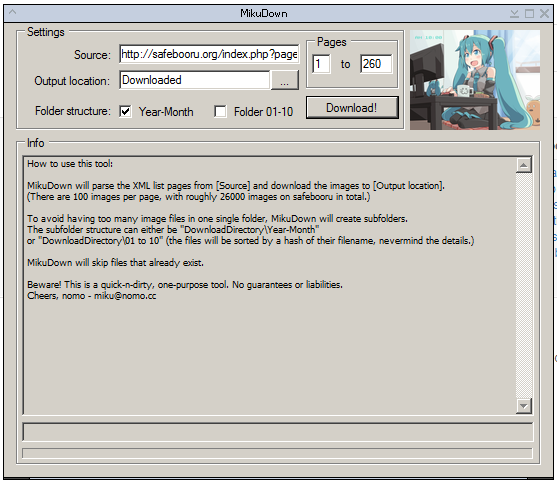 MikuDown
Settings
Source: http://safebooru.org/index.php?page
Output location: Downloaded ...
Folder structure: Year-Month Folder 01-10
Pages
1 to 260
Download!
Info
How to use this tool:
MikuDown will parse the XML list pages from [Source] and download the images to [Output location].
(There are 100 images per page, with roughly 26000 images on safebooru in total.)
To avoid having too many image files in one single folder, MikuDown will create subfolders.
The subfolder structure can either be "DownloadDirectory\Year-Month"
or "DownloadDirectory\01 to 10" (the files will be sorted by a hash of their filename, nevermind the details.)
MikuDown will skip files that already exist.
Beware! This is a quick-n-dirty, one-purpose tool. No guarantees or liabilities.
Cheers, nomo - miku@nomo.cc